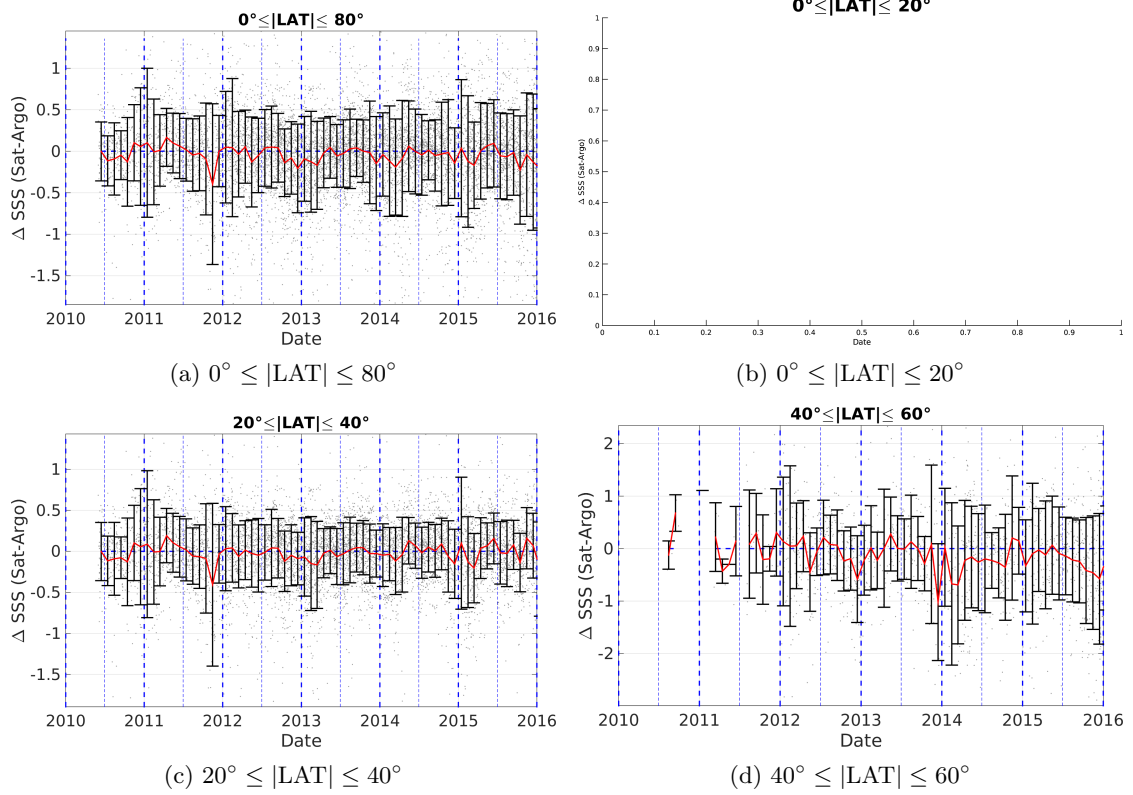 0°≤|LAT|≤ 80°
1
0.5
0
-0.5
-1
-1.5
Δ SSS (Sat-Argo)
2010 2011 2012 2013 2014 2015 2016
Date
(a) 0° ≤ |LAT| ≤ 80°
0°≤|LAT|≤ 20°
1
0.9
0.8
0.7
0.6
0.5
0.4
0.3
0.2
0.1
0
Δ SSS (Sat-Argo)
0 0.1 0.2 0.3 0.4 0.5 0.6 0.7 0.8 0.9 1
Date
(b) 0° ≤ |LAT| ≤ 20°
20°≤|LAT|≤ 40°
1
0.5
0
-0.5
-1
-1.5
Δ SSS (Sat-Argo)
2010 2011 2012 2013 2014 2015 2016
Date
(c) 20° ≤ |LAT| ≤ 40°
40°≤|LAT|≤ 60°
2
1
0
-1
-2
Δ SSS (Sat-Argo)
2010 2011 2012 2013 2014 2015 2016
Date
(d) 40° ≤ |LAT| ≤ 60°